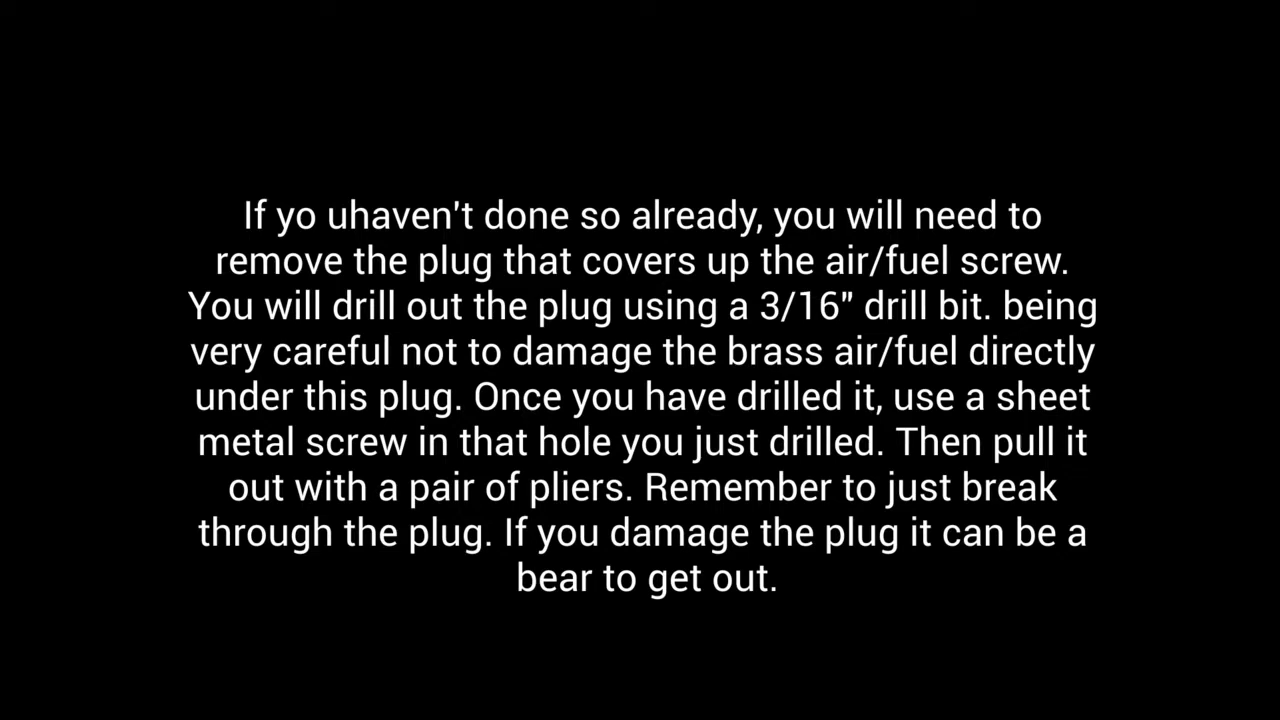 If yo uhaven't done so already, you will need to
remove the plug that covers up the air/fuel screw.
You will drill out the plug using a 3/16" drill bit. being
very careful not to damage the brass air/fuel directly
under this plug. Once you have drilled it, use a sheet
metal screw in that hole you just drilled. Then pull it
out with a pair of pliers. Remember to just break
through the plug. If you damage the plug it can be a
bear to get out.